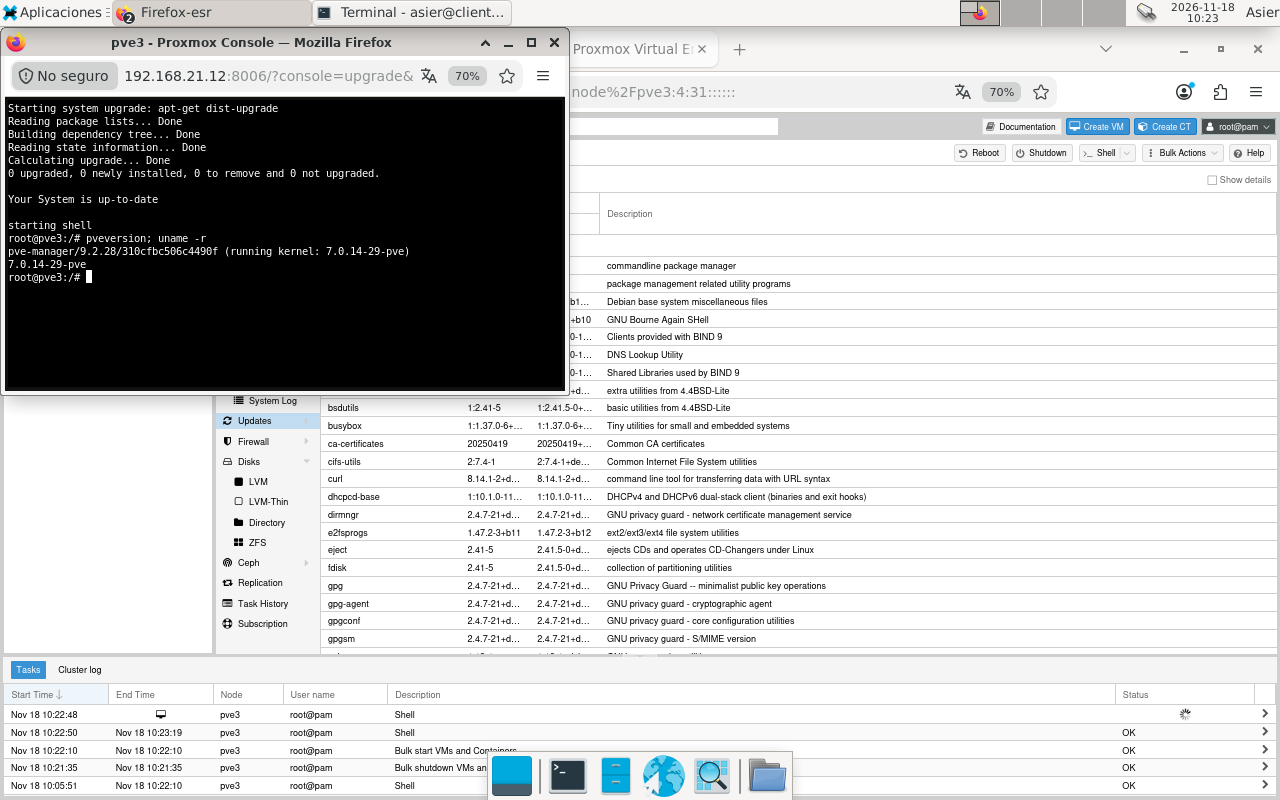 Aplicaciones
2
Firefox-esr
Terminal - asier@client...
2026-11-18
10:23
Asier
pve3 - Proxmox Console — Mozilla Firefox
No seguro
192.168.21.12:8006/?console=upgrade&
70%
Starting system upgrade: apt-get dist-upgrade
Reading package lists... Done
Building dependency tree... Done
Reading state information... Done
Calculating upgrade... Done
0 upgraded, 0 newly installed, 0 to remove and 0 not upgraded.
Your System is up-to-date
starting shell
root@pve3:/# pveversion; uname -r
pve-manager/9.2.28/310cfbc506c4490f (running kernel: 7.0.14-29-pve)
7.0.14-29-pve
root@pve3:/#
Proxmox Virtual E
node%2Fpve3:4:31::::::
70%
Documentation
Create VM
Create CT
root@pam
Reboot
Shutdown
Shell
Bulk Actions
Help
Show details
Description
commandline package manager
package management related utility programs
b1... Debian base system miscellaneous files
+b10 GNU Bourne Again SHell
0-1... Clients provided with BIND 9
0-1... DNS Lookup Utility
0-1... Shared Libraries used by BIND 9
+d... extra utilities from 4.4BSD-Lite
bsdutils 1:2.41-5 1:2.41.5-0+... basic utilities from 4.4BSD-Lite
busybox 1:1.37.0-6+... 1:1.37.0-6+... Tiny utilities for small and embedded systems
ca-certificates 20250419 20250419+... Common CA certificates
cifs-utils 2:7.4-1 2:7.4-1+de... Common Internet File System utilities
curl 8.14.1-2+d... 8.14.1-2+d... command line tool for transferring data with URL syntax
dhcpcd-base 1:10.1.0-11... 1:10.1.0-11... DHCPv4 and DHCPv6 dual-stack client (binaries and exit hooks)
dirmngr 2.4.7-21+d... 2.4.7-21+d... GNU privacy guard - network certificate management service
e2fsprogs 1.47.2-3+b11 1.47.2-3+b12 ext2/ext3/ext4 file system utilities
eject 2.41-5 2.41.5-0+d... ejects CDs and operates CD-Changers under Linux
fdisk 2.41-5 2.41.5-0+d... collection of partitioning utilities
gpg 2.4.7-21+d... 2.4.7-21+d... GNU Privacy Guard -- minimalist public key operations
gpg-agent 2.4.7-21+d... 2.4.7-21+d... GNU privacy guard - cryptographic agent
gpgconf 2.4.7-21+d... 2.4.7-21+d... GNU privacy guard - core configuration utilities
gpgsm 2.4.7-21+d... 2.4.7-21+d... GNU privacy guard - S/MIME version
System Log
Updates
Firewall
Disks
LVM
LVM-Thin
Directory
ZFS
Ceph
Replication
Task History
Subscription
Tasks
Cluster log
Start Time End Time Node User name Description Status
Nov 18 10:22:48 pve3 root@pam Shell
Nov 18 10:22:50 Nov 18 10:23:19 pve3 root@pam Shell OK
Nov 18 10:22:10 Nov 18 10:22:10 pve3 root@pam Bulk start VMs and Containers OK
Nov 18 10:21:35 Nov 18 10:21:35 pve3 root@pam Bulk shutdown VMs an OK
Nov 18 10:05:51 Nov 18 10:22:10 pve3 root@pam Shell OK